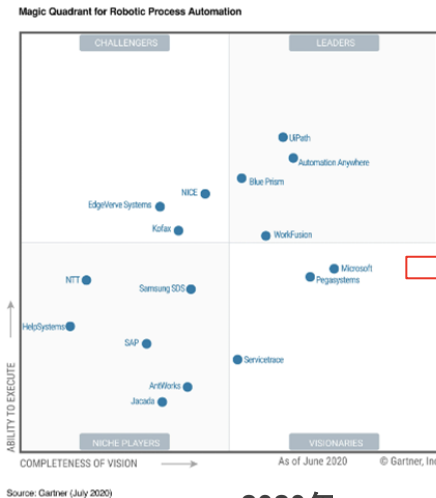 Magic Quadrant for Robotic Process Automation
CHALLENGERS
LEADERS
UiPath
Automation Anywhere
Blue Prism
NICE
EdgeVerve Systems
Kofax
WorkFusion
Microsoft
Pegasystems
NTT
Samsung SDS
HelpSystems
SAP
Servicetrace
AntWorks
Jacada
ABILITY TO EXECUTE
NICHE PLAYERS
VISIONARIES
COMPLETENESS OF VISION
As of June 2020
© Gartner, Inc
Source: Gartner (July 2020)